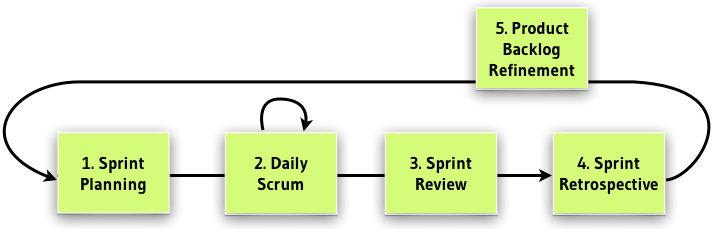 5. Product
Backlog
Refinement
1. Sprint
Planning
2. Daily
Scrum
3. Sprint
Review
4. Sprint
Retrospective